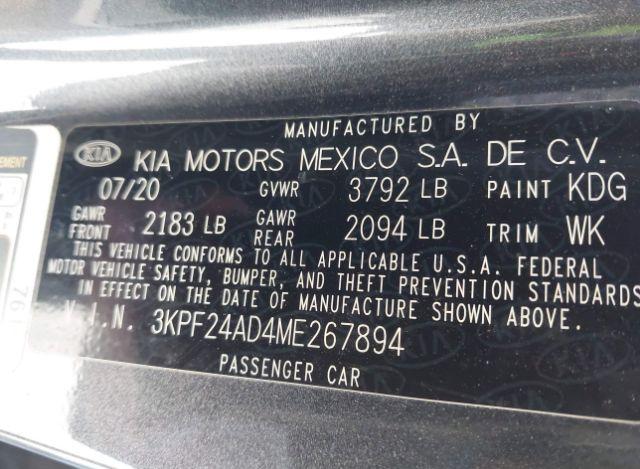 MANUFACTURED BY
KIA KIA MOTORS MEXICO S.A. DE C.V.
07/20 GVWR 3792 LB PAINT KDG
GAWR FRONT 2183 LB GAWR REAR 2094 LB TRIM WK
THIS VEHICLE CONFORMS TO ALL APPLICABLE U.S.A. FEDERAL
MOTOR VEHICLE SAFETY, BUMPER, AND THEFT PREVENTION STANDARDS
IN EFFECT ON THE DATE OF MANUFACTURE SHOWN ABOVE.
V.I.N. 3KPF24AD4ME267894
PASSENGER CAR